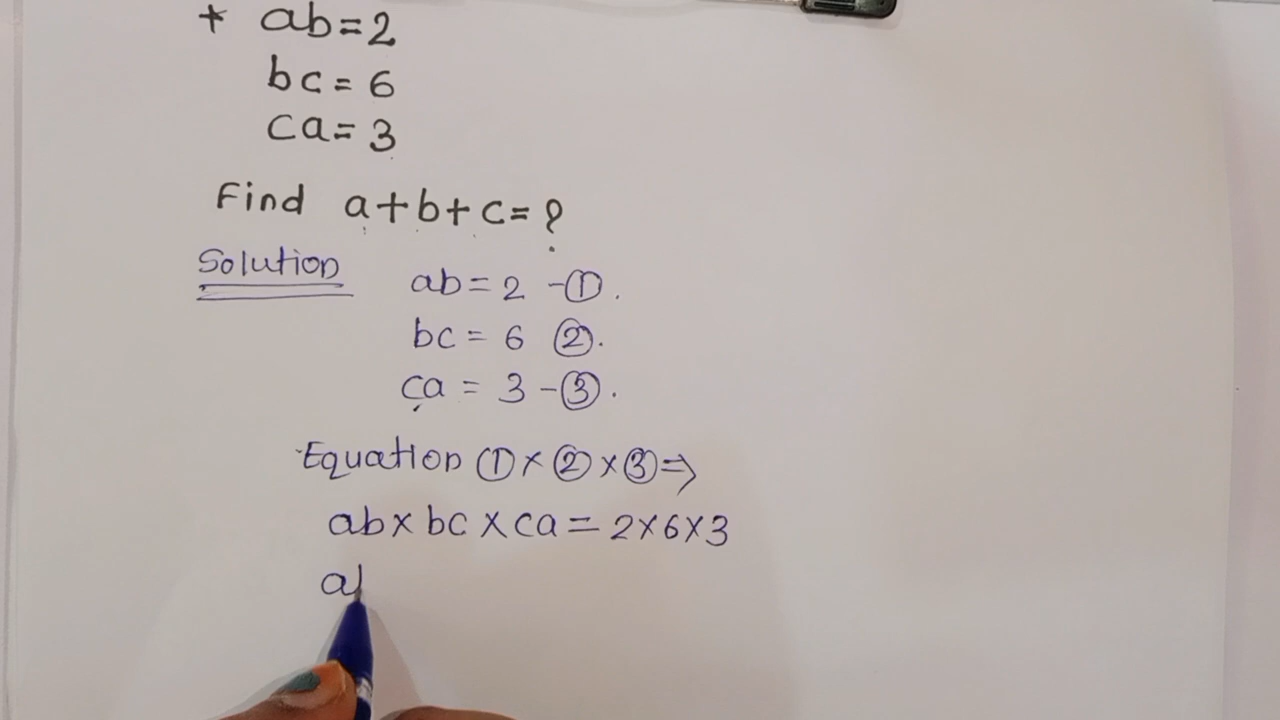 + ab=2
bc=6
ca=3
Find a+b+c=?
Solution
ab=2 -①.
bc=6 ②.
ca=3-③.
Equation ①×②×③⇒
ab×bc×ca=2×6×3
al